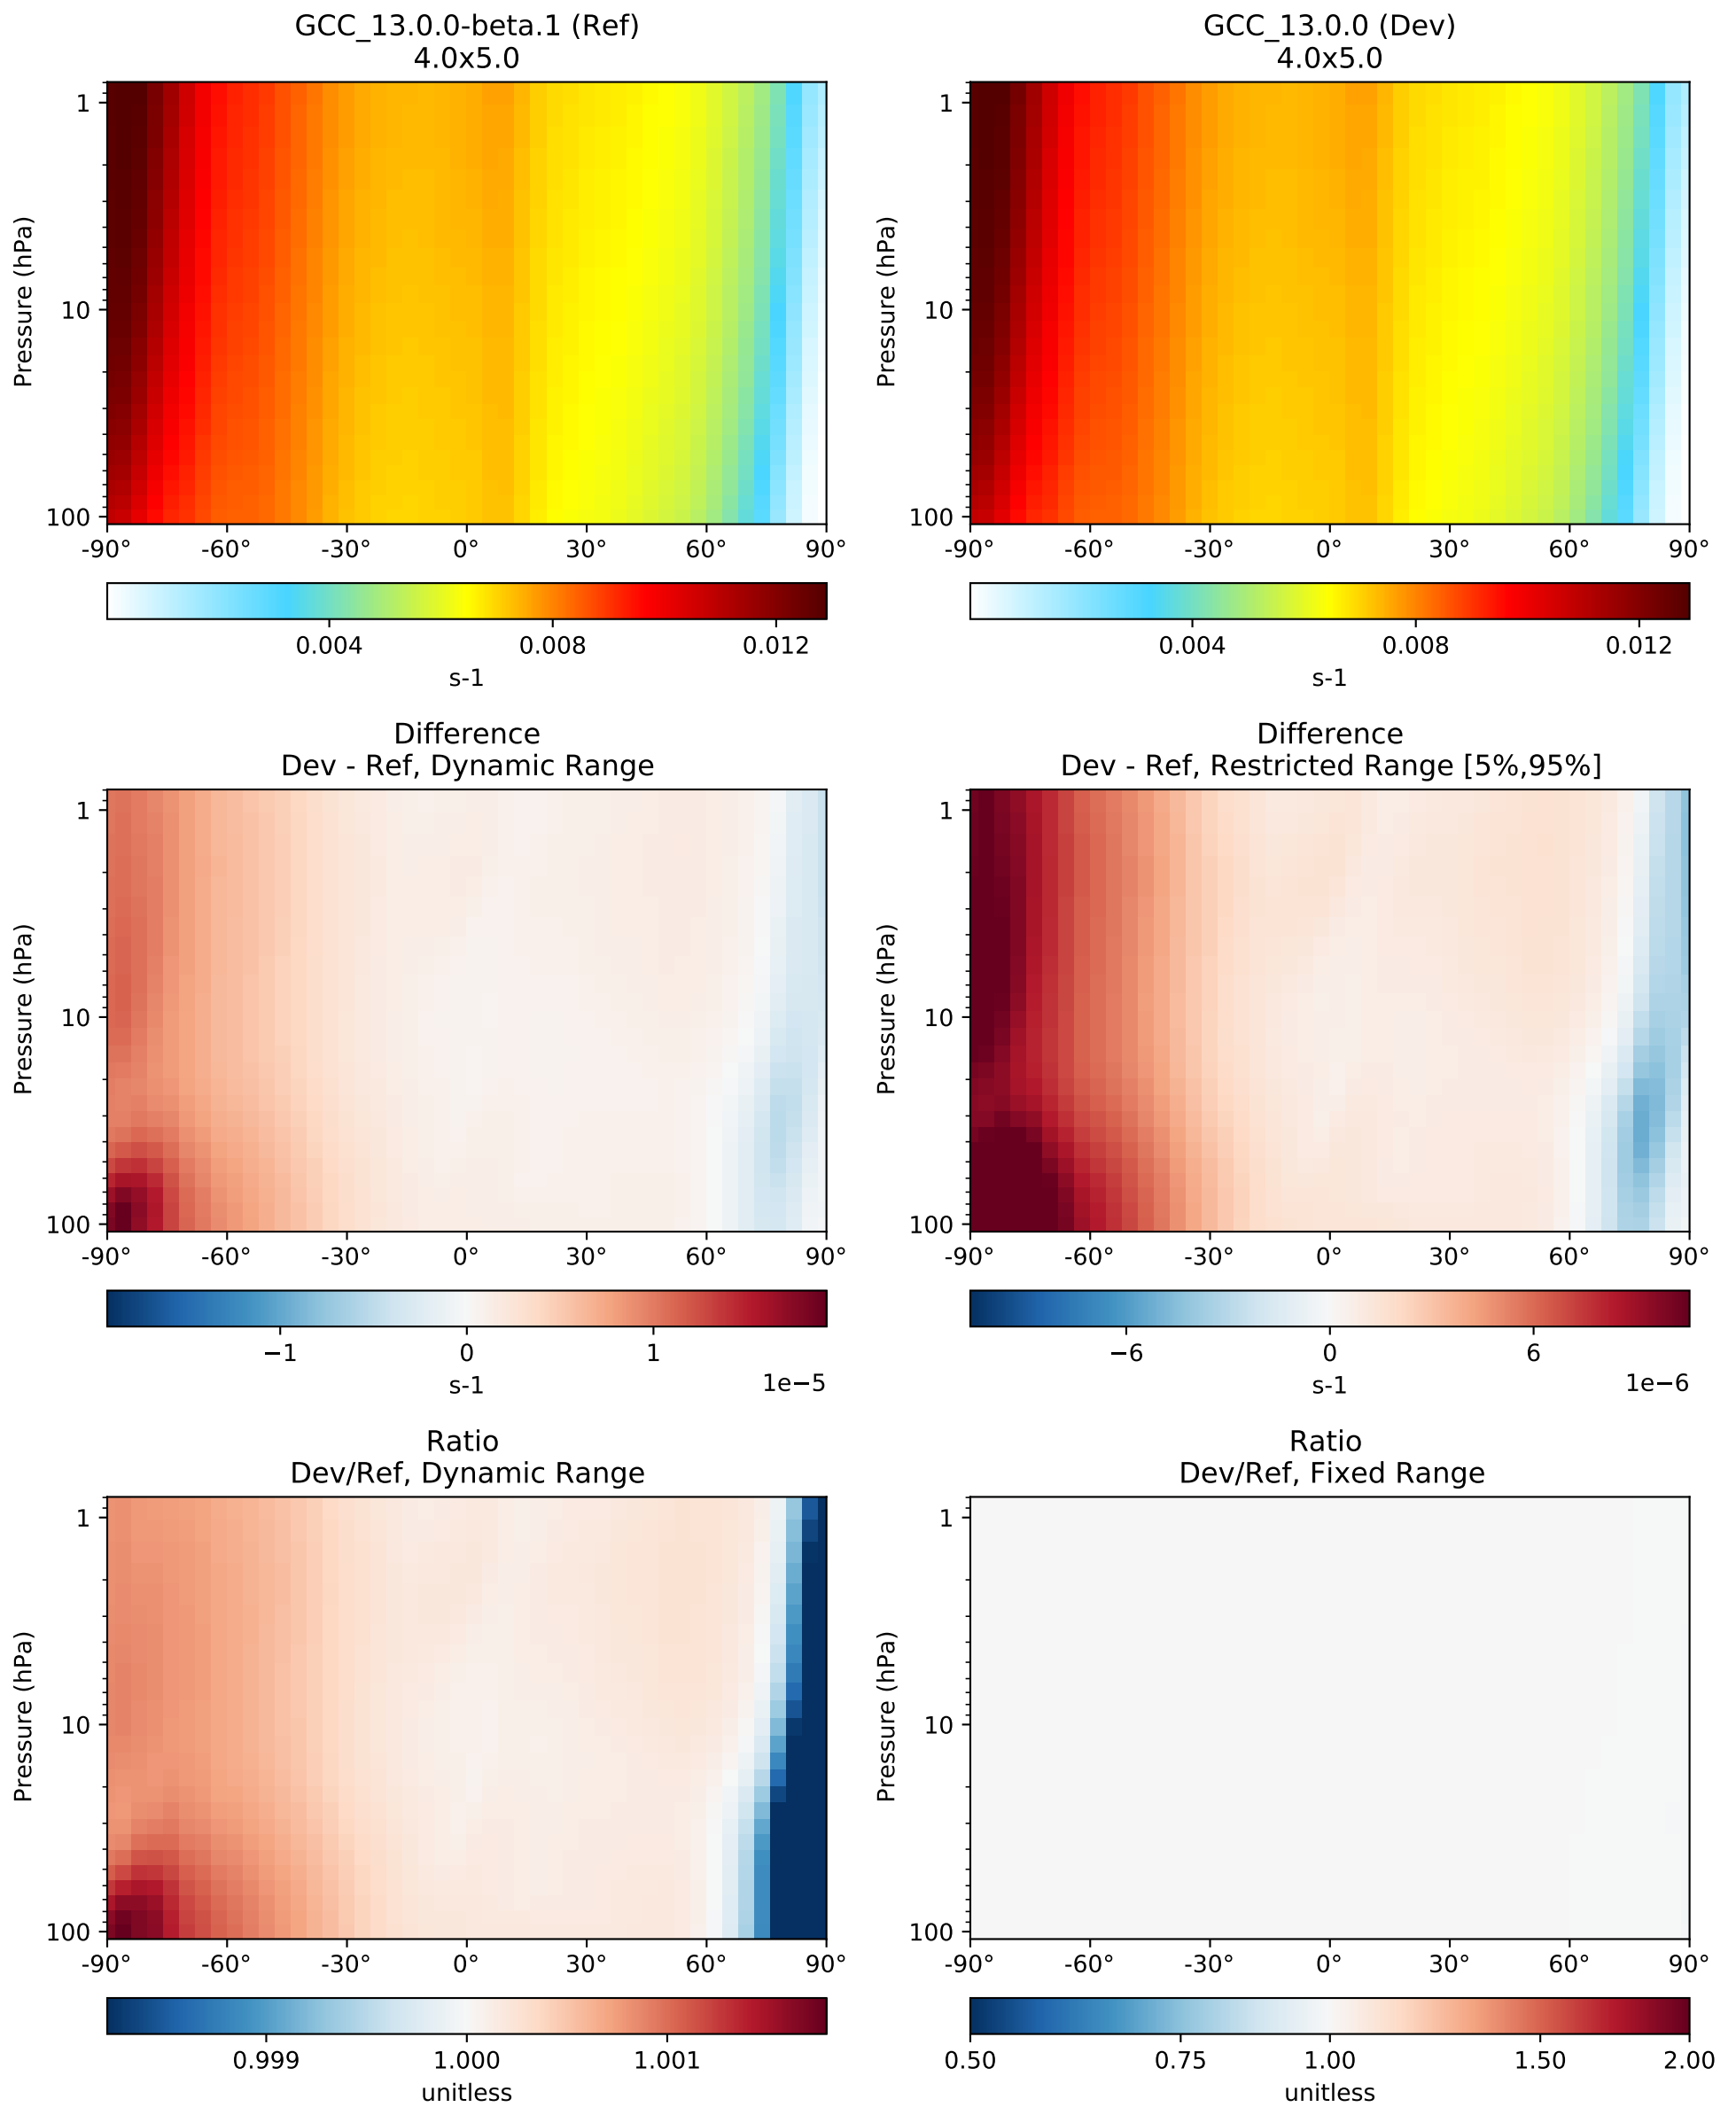 GCC_13.0.0-beta.1 (Ref)
4.0x5.0
Pressure (hPa)
1
10
100
-90° -60° -30° 0° 30° 60° 90°
0.004 0.008 0.012
s-1
GCC_13.0.0 (Dev)
4.0x5.0
Pressure (hPa)
1
10
100
-90° -60° -30° 0° 30° 60° 90°
0.004 0.008 0.012
s-1
Difference
Dev - Ref, Dynamic Range
Pressure (hPa)
1
10
100
-90° -60° -30° 0° 30° 60° 90°
−1 0 1
s-1
1e−5
Difference
Dev - Ref, Restricted Range [5%,95%]
Pressure (hPa)
1
10
100
-90° -60° -30° 0° 30° 60° 90°
−6 0 6
s-1
1e−6
Ratio
Dev/Ref, Dynamic Range
Pressure (hPa)
1
10
100
-90° -60° -30° 0° 30° 60° 90°
0.999 1.000 1.001
unitless
Ratio
Dev/Ref, Fixed Range
Pressure (hPa)
1
10
100
-90° -60° -30° 0° 30° 60° 90°
0.50 0.75 1.00 1.50 2.00
unitless